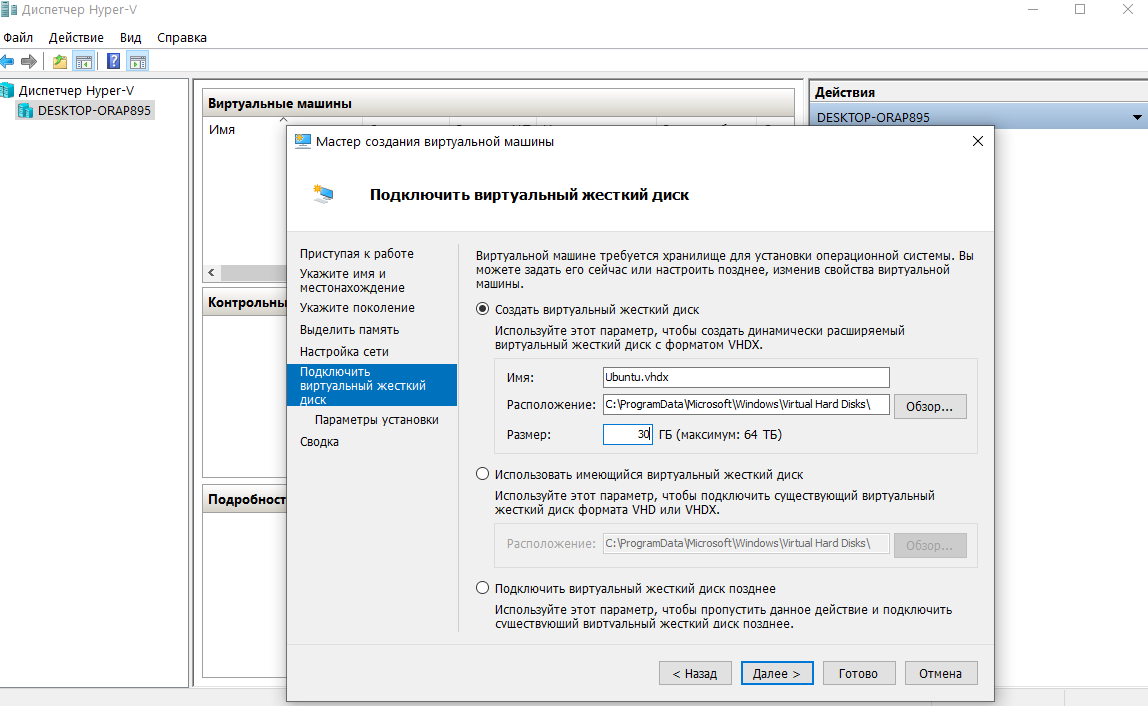 Диспетчер Hyper-V
Файл Действие Вид Справка
Диспетчер Hyper-V
DESKTOP-ORAP895
Виртуальные машины
Имя
Действия
DESKTOP-ORAP895
Контрольны
Подробност
Мастер создания виртуальной машины
Подключить виртуальный жесткий диск
Приступая к работе
Укажите имя и
местонахождение
Укажите поколение
Выделить память
Настройка сети
Подключить
виртуальный жесткий
диск
Параметры установки
Сводка
Виртуальной машине требуется хранилище для установки операционной системы. Вы
можете задать его сейчас или настроить позднее, изменив свойства виртуальной
машины.
Создать виртуальный жесткий диск
Используйте этот параметр, чтобы создать динамически расширяемый
виртуальный жесткий диск с форматом VHDX.
Имя: Ubuntu.vhdx
Расположение: C:\ProgramData\Microsoft\Windows\Virtual Hard Disks\ Обзор...
Размер: 30 ГБ (максимум: 64 ТБ)
Использовать имеющийся виртуальный жесткий диск
Используйте этот параметр, чтобы подключить существующий виртуальный
жесткий диск формата VHD или VHDX.
Расположение: C:\ProgramData\Microsoft\Windows\Virtual Hard Disks\ Обзор...
Подключить виртуальный жесткий диск позднее
Используйте этот параметр, чтобы пропустить данное действие и подключить
существующий виртуальный жесткий диск позднее.
< Назад Далее > Готово Отмена